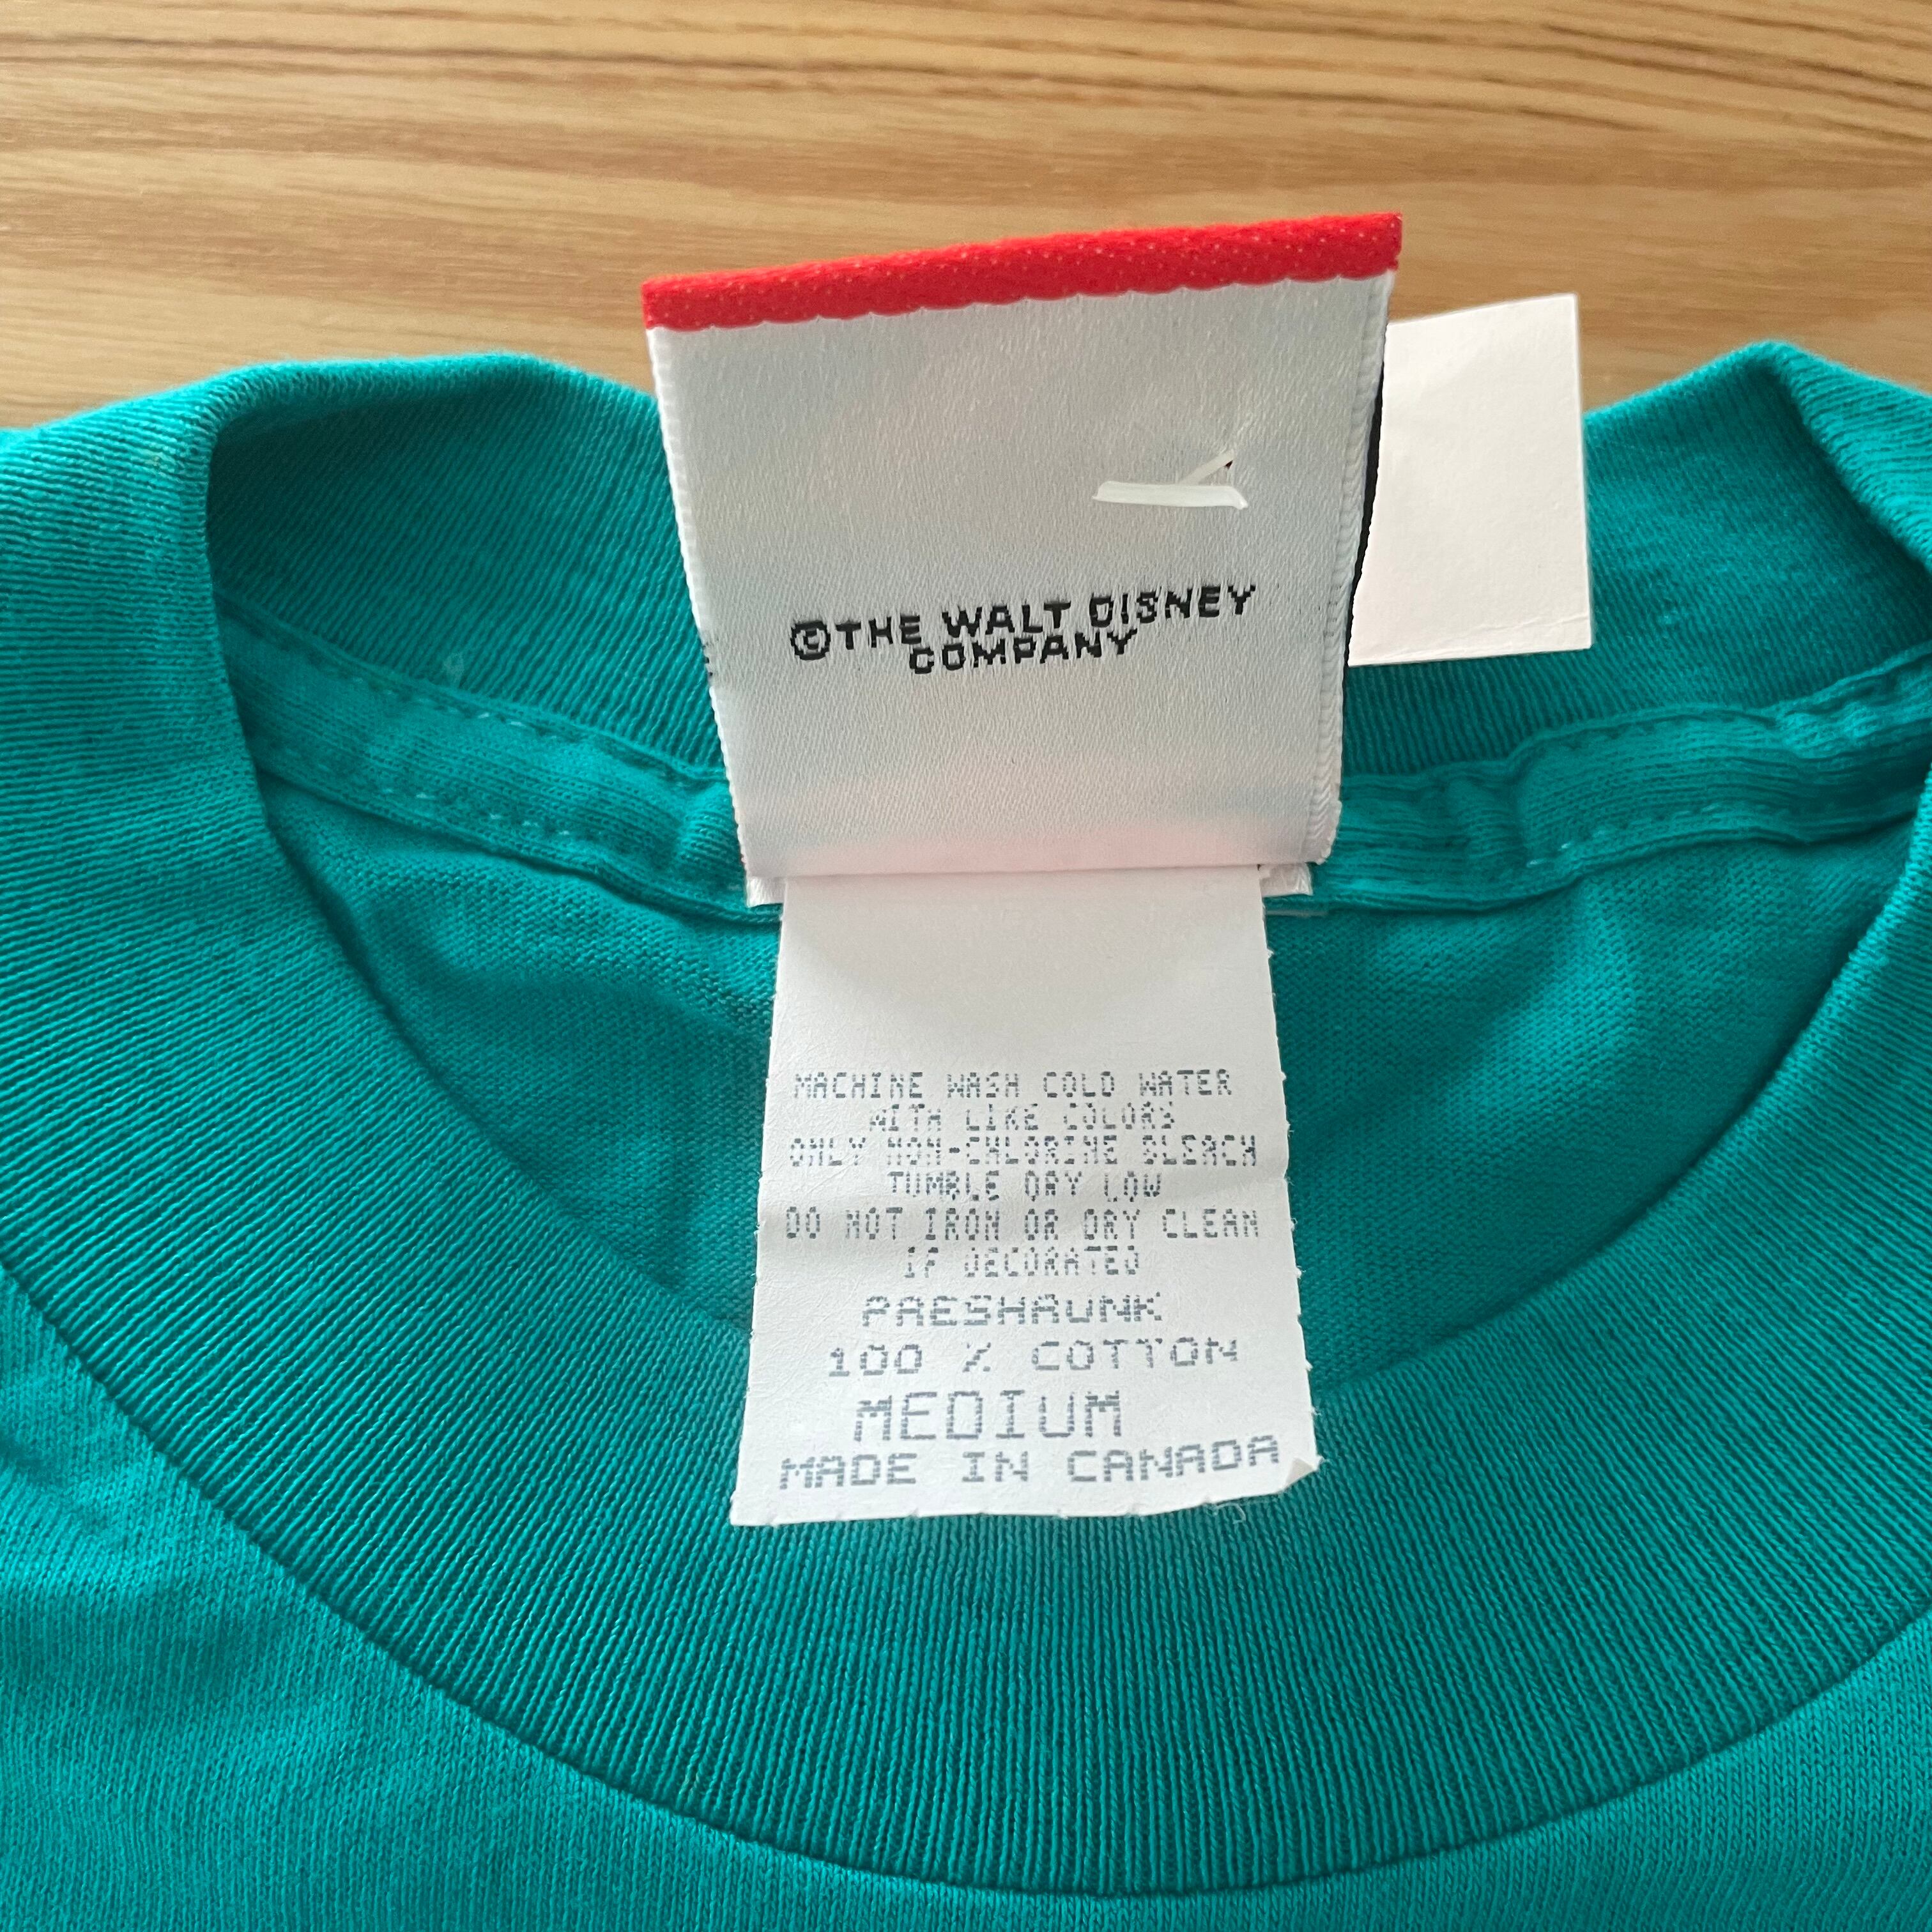 ©THE WALT DISNEY
COMPANY
MACHINE WASH COLD WATER
WITH LIKE COLORS
ONLY NON-CHLORINE BLEACH
TUMBLE DRY LOW
DO NOT IRON OR DRY CLEAN
IF DECORATED
PRESHRUNK
100 % COTTON
MEDIUM
MADE IN CANADA